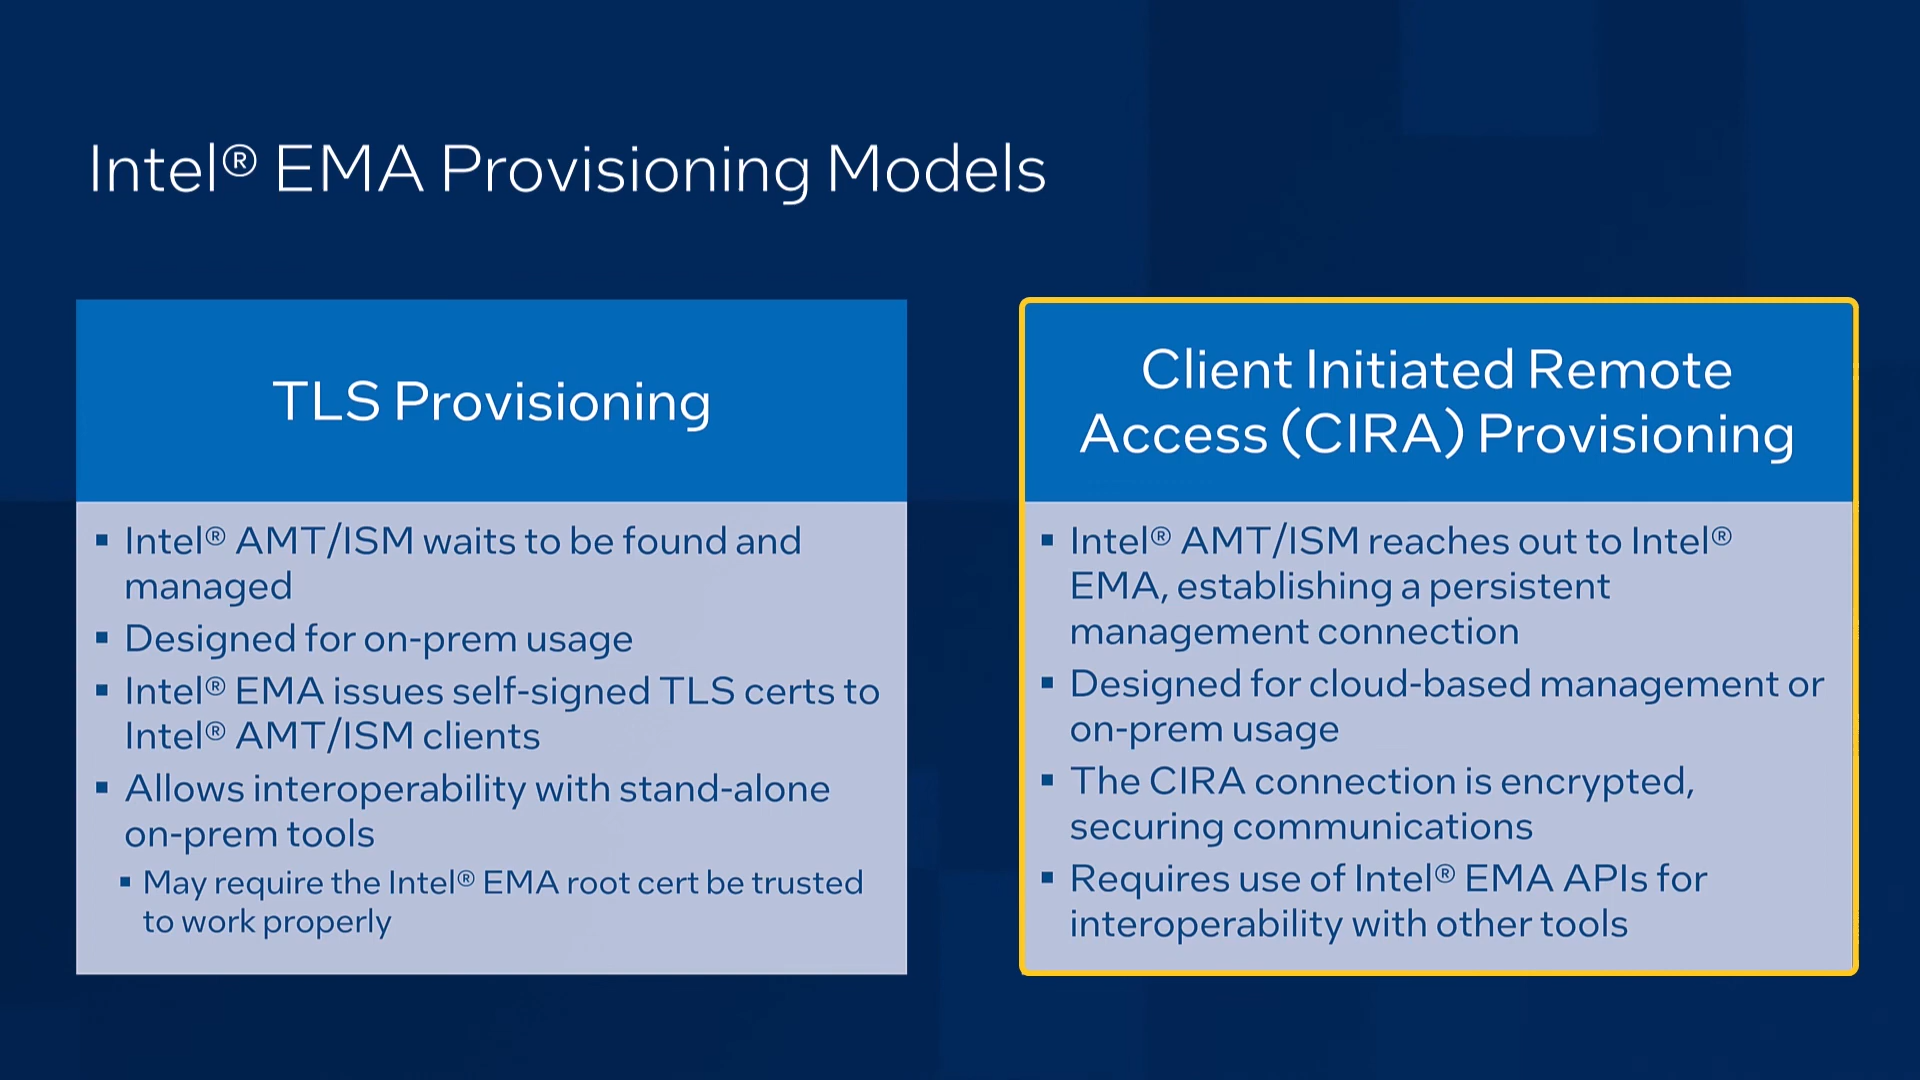 Intel® EMA Provisioning Models
TLS Provisioning
▪ Intel® AMT/ISM waits to be found and
managed
▪ Designed for on-prem usage
▪ Intel® EMA issues self-signed TLS certs to
Intel® AMT/ISM clients
▪ Allows interoperability with stand-alone
on-prem tools
▪ May require the Intel® EMA root cert be trusted
to work properly
Client Initiated Remote
Access (CIRA) Provisioning
▪ Intel® AMT/ISM reaches out to Intel®
EMA, establishing a persistent
management connection
▪ Designed for cloud-based management or
on-prem usage
▪ The CIRA connection is encrypted,
securing communications
▪ Requires use of Intel® EMA APIs for
interoperability with other tools